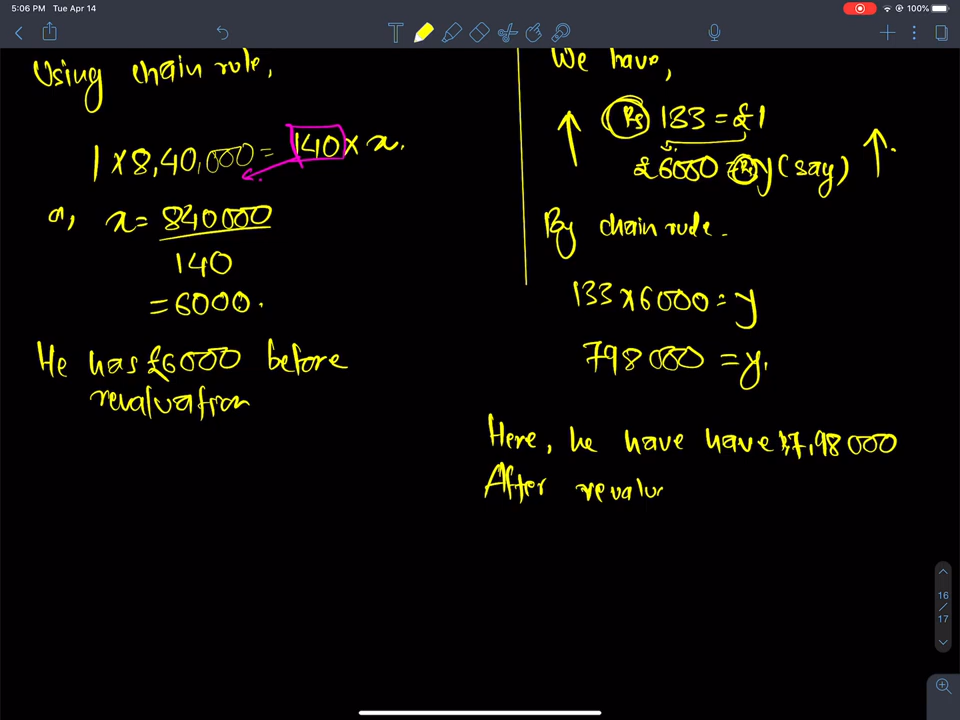 5:06 PM Tue Apr 14
100%
Using chain rule,
1 × 8,40,000 = 140 × x.
x = 840000
140
= 6000.
He has £6000 before
revaluation
We have,
Rs 133 = £1
£6000 = Rs y (say)
By chain rule.
133 × 6000 = y
798000 = y.
Here, he have have 7,98000
After revalu
16
/
17